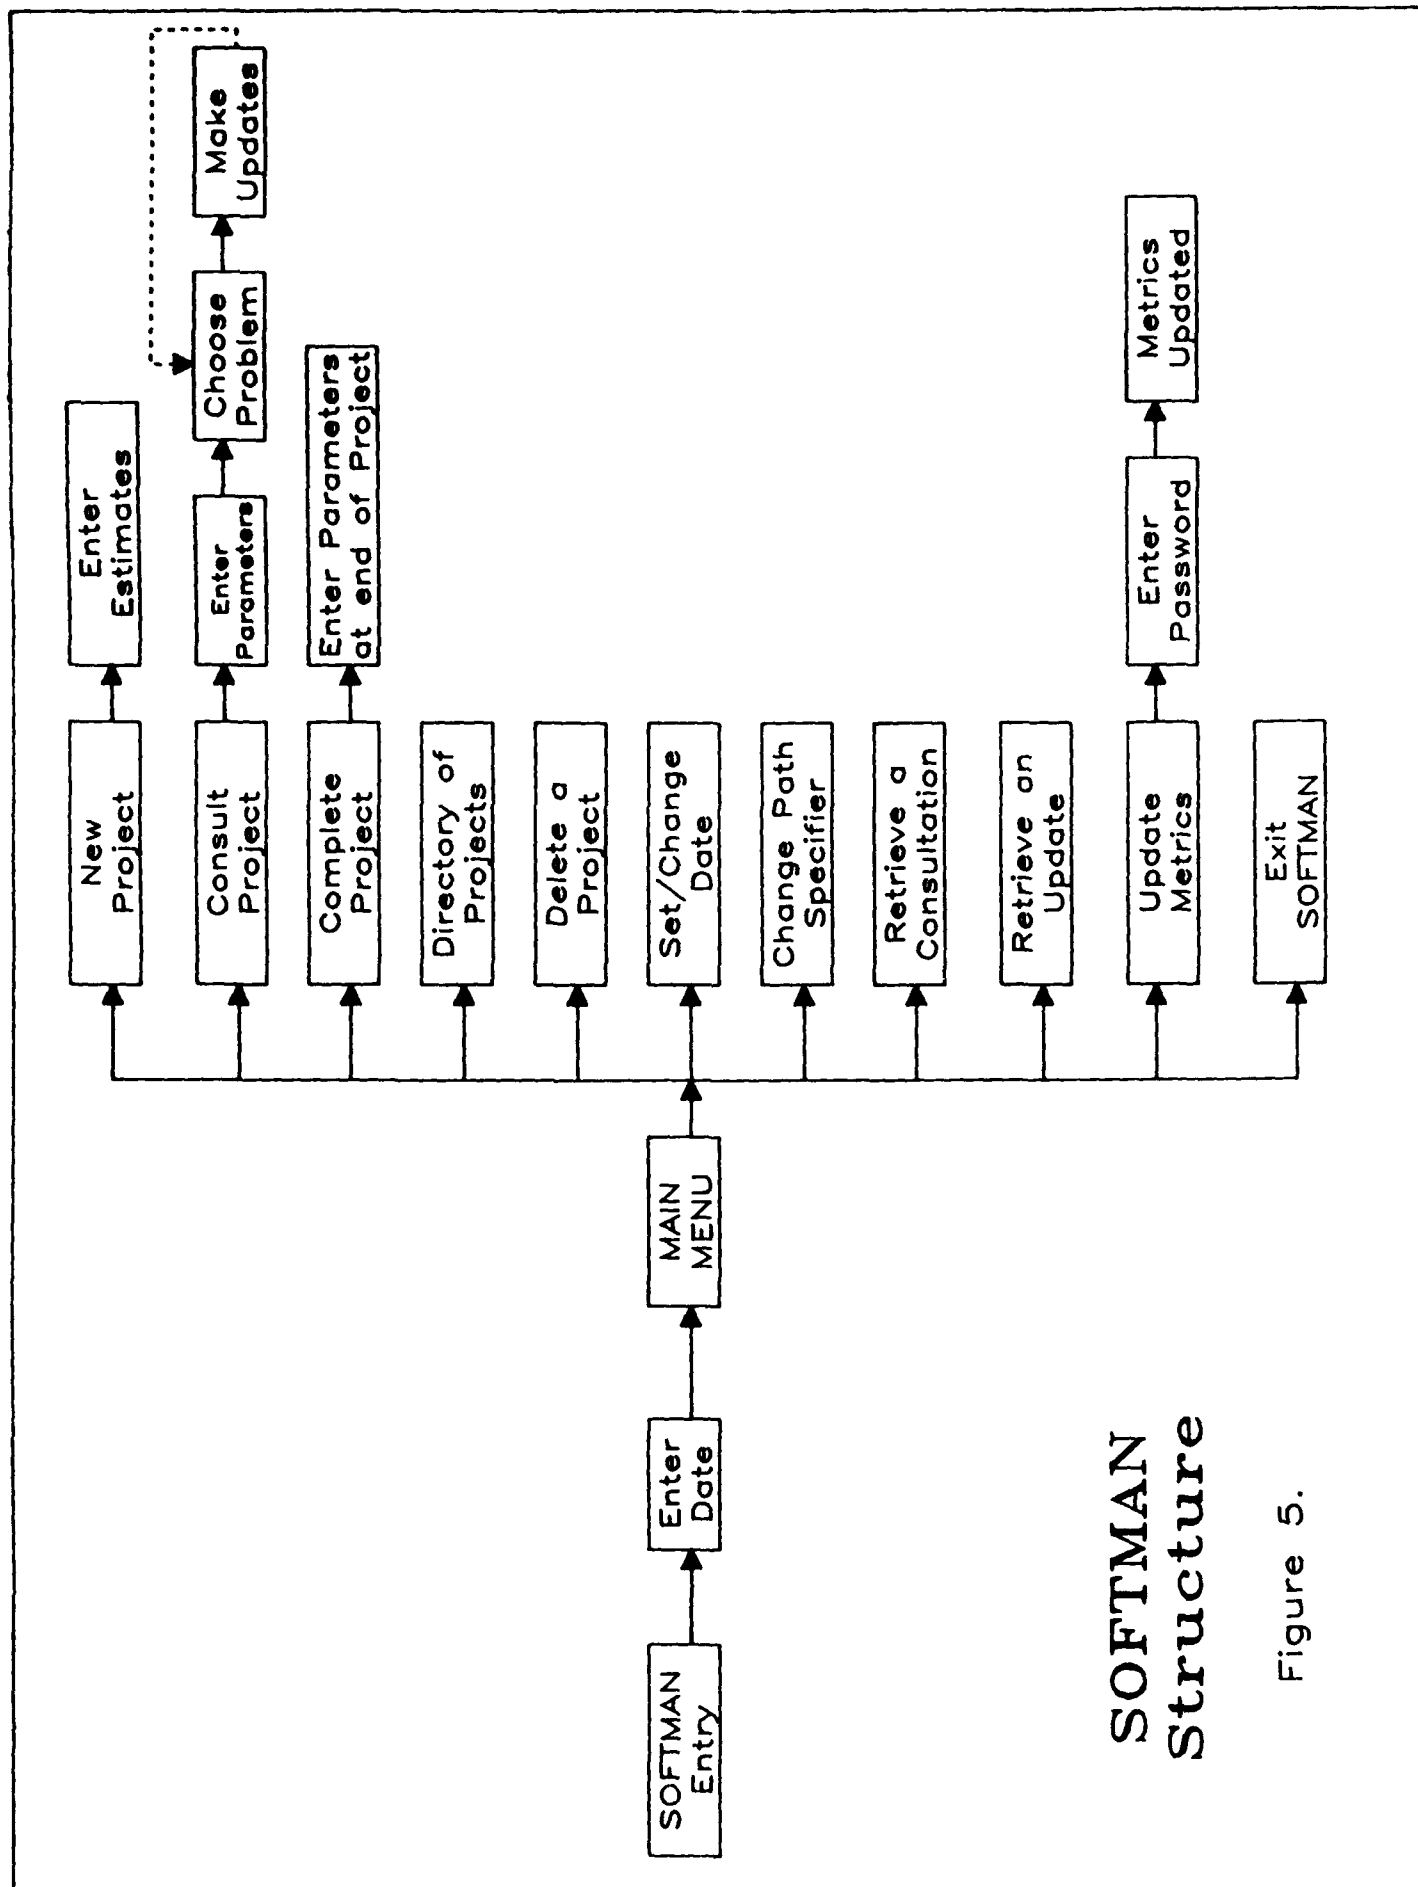 SOFTMAN
Entry
Enter
Date
MAIN
MENU
New
Project
Enter
Estimates
Consult
Project
Enter
Parameters
Choose
Problem
Make
Updates
Complete
Project
Enter Parameters
at end of Project
Directory of
Projects
Delete a
Project
Set/Change
Date
Change Path
Specifier
Retrieve a
Consultation
Retrieve an
Update
Update
Metrics
Enter
Password
Metrics
Updated
Exit
SOFTMAN
SOFTMAN
Structure
Figure 5.